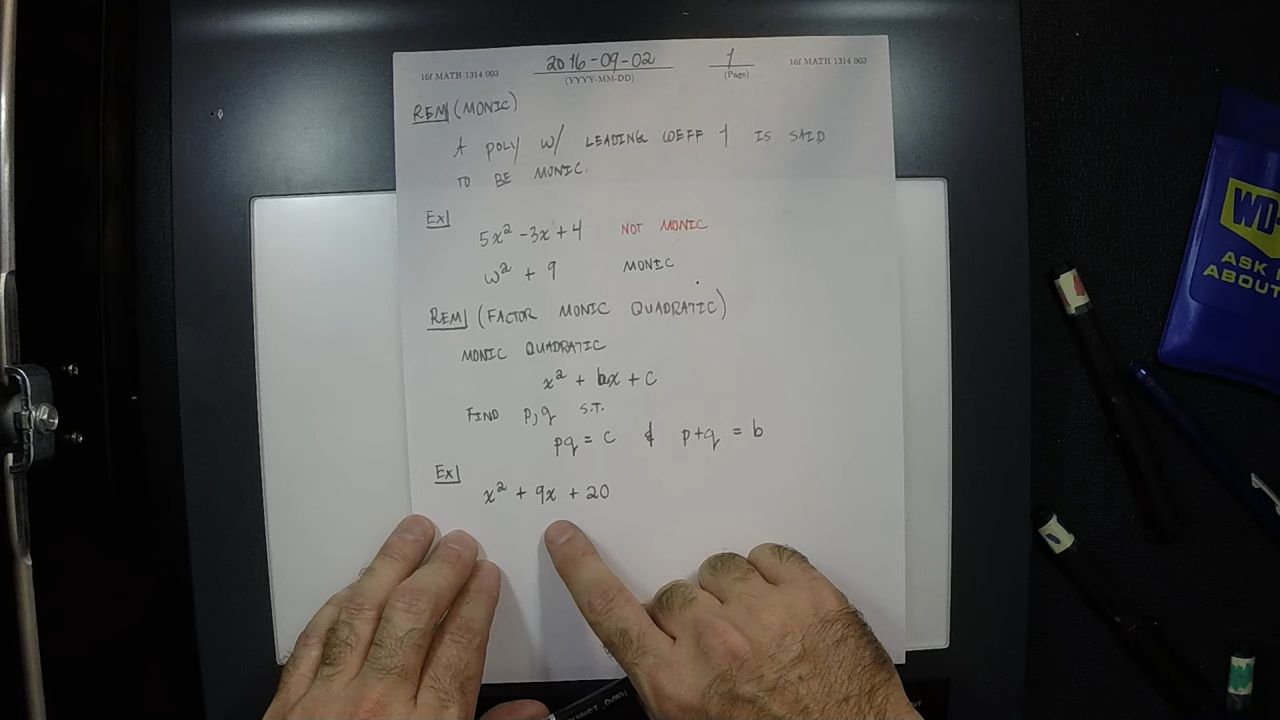 16f MATH 1314 003 2016-09-02 1 16f MATH 1314 003
(YYYY-MM-DD) (Page)
REM (MONIC)
A POLY W/ LEADING COEFF 1 IS SAID
TO BE MONIC.
Ex
5x² - 3x + 4 NOT MONIC
w² + 9 MONIC
REM (FACTOR MONIC QUADRATIC)
MONIC QUADRATIC
x² + bx + c
FIND p,q S.T.
pq = c & p+q = b
Ex
x² + 9x + 20
WD-
ASK
ABOUT